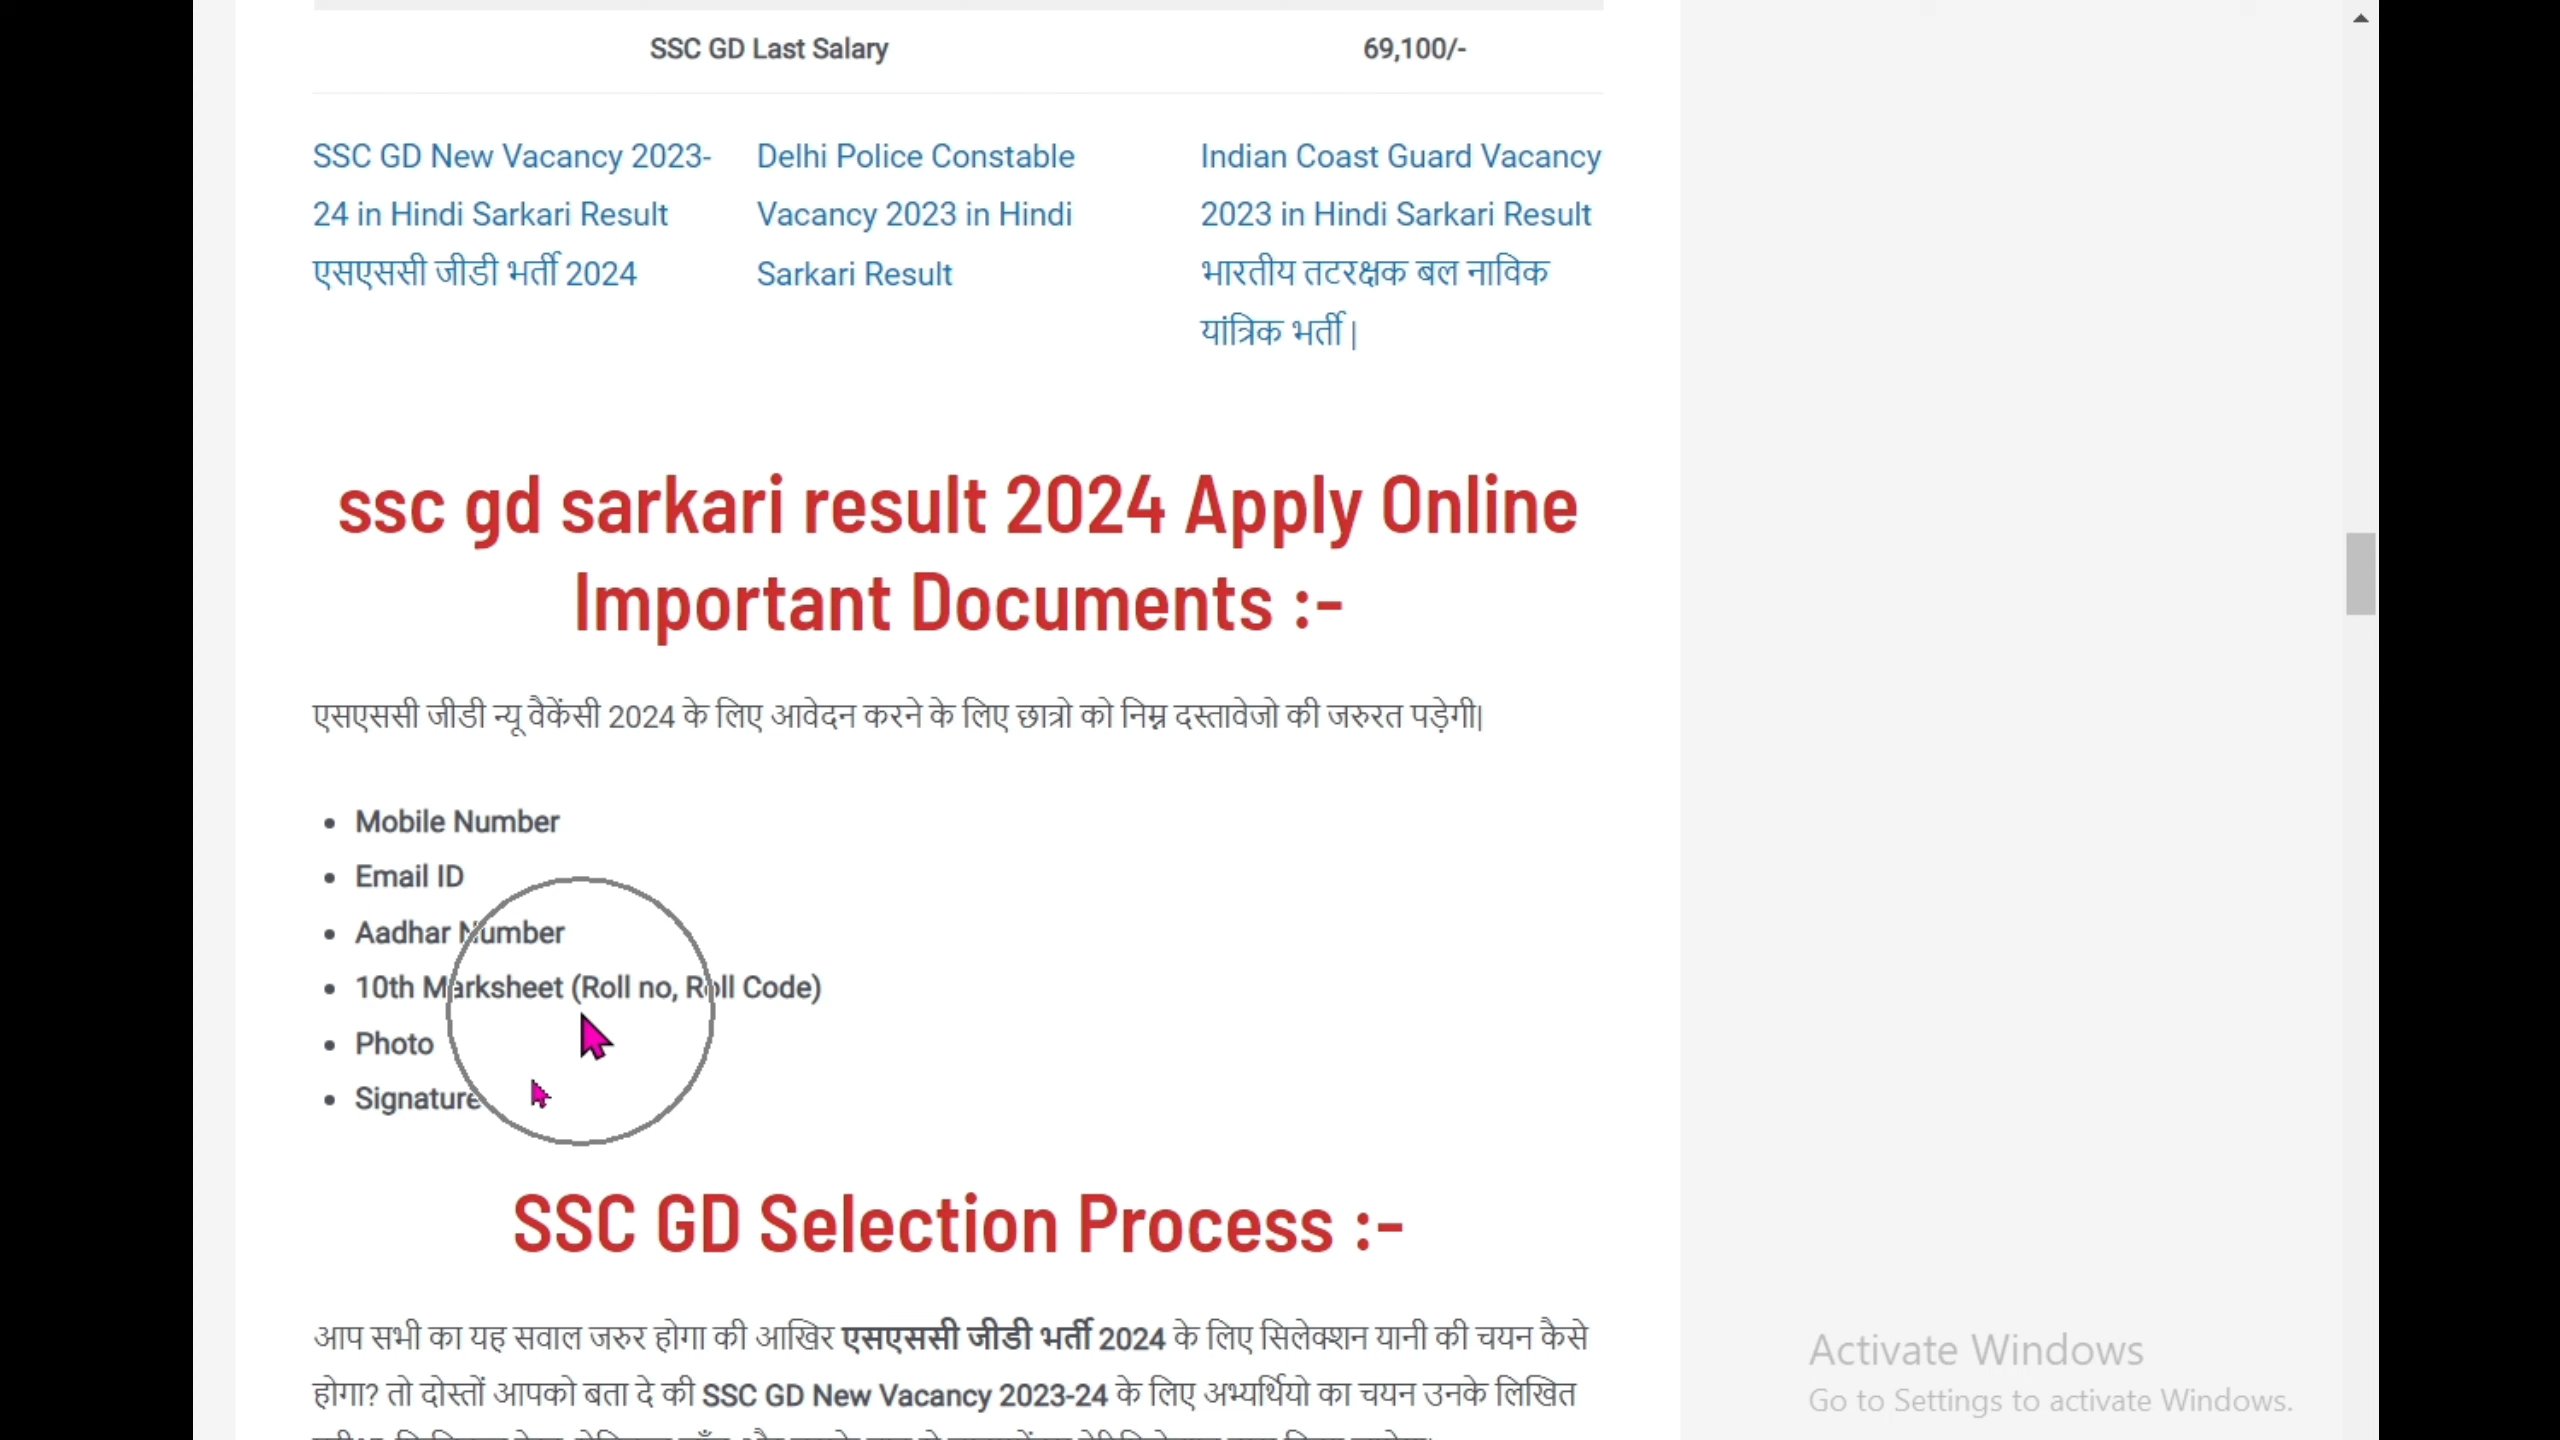 SSC GD Last Salary 69,100/-
SSC GD New Vacancy 2023-
24 in Hindi Sarkari Result
एसएससी जीडी भर्ती 2024
Delhi Police Constable
Vacancy 2023 in Hindi
Sarkari Result
Indian Coast Guard Vacancy
2023 in Hindi Sarkari Result
भारतीय तटरक्षक बल नाविक
यांत्रिक भर्ती |
ssc gd sarkari result 2024 Apply Online
Important Documents :-
एसएससी जीडी न्यू वैकेंसी 2024 के लिए आवेदन करने के लिए छात्रो को निम्न दस्तावेजो की जरुरत पड़ेगी|
• Mobile Number
• Email ID
• Aadhar Number
• 10th Marksheet (Roll no, Roll Code)
• Photo
• Signature
SSC GD Selection Process :-
आप सभी का यह सवाल जरुर होगा की आखिर एसएससी जीडी भर्ती 2024 के लिए सिलेक्शन यानी की चयन कैसे
होगा? तो दोस्तों आपको बता दे की SSC GD New Vacancy 2023-24 के लिए अभ्यर्थियो का चयन उनके लिखित
Activate Windows
Go to Settings to activate Windows.